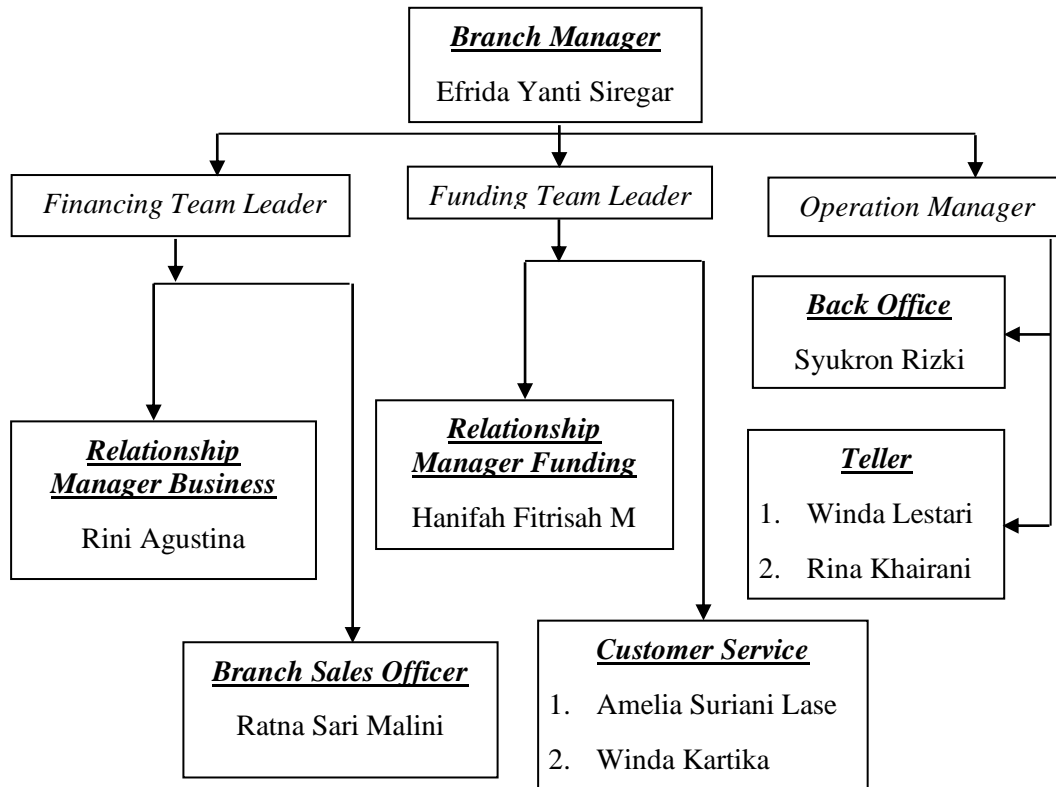 Branch Manager
Efrida Yanti Siregar
Financing Team Leader
Funding Team Leader
Operation Manager
Back Office
Syukron Rizki
Relationship
Manager Business
Rini Agustina
Relationship
Manager Funding
Hanifah Fitrisah M
Teller
1. Winda Lestari
2. Rina Khairani
Branch Sales Officer
Ratna Sari Malini
Customer Service
1. Amelia Suriani Lase
2. Winda Kartika